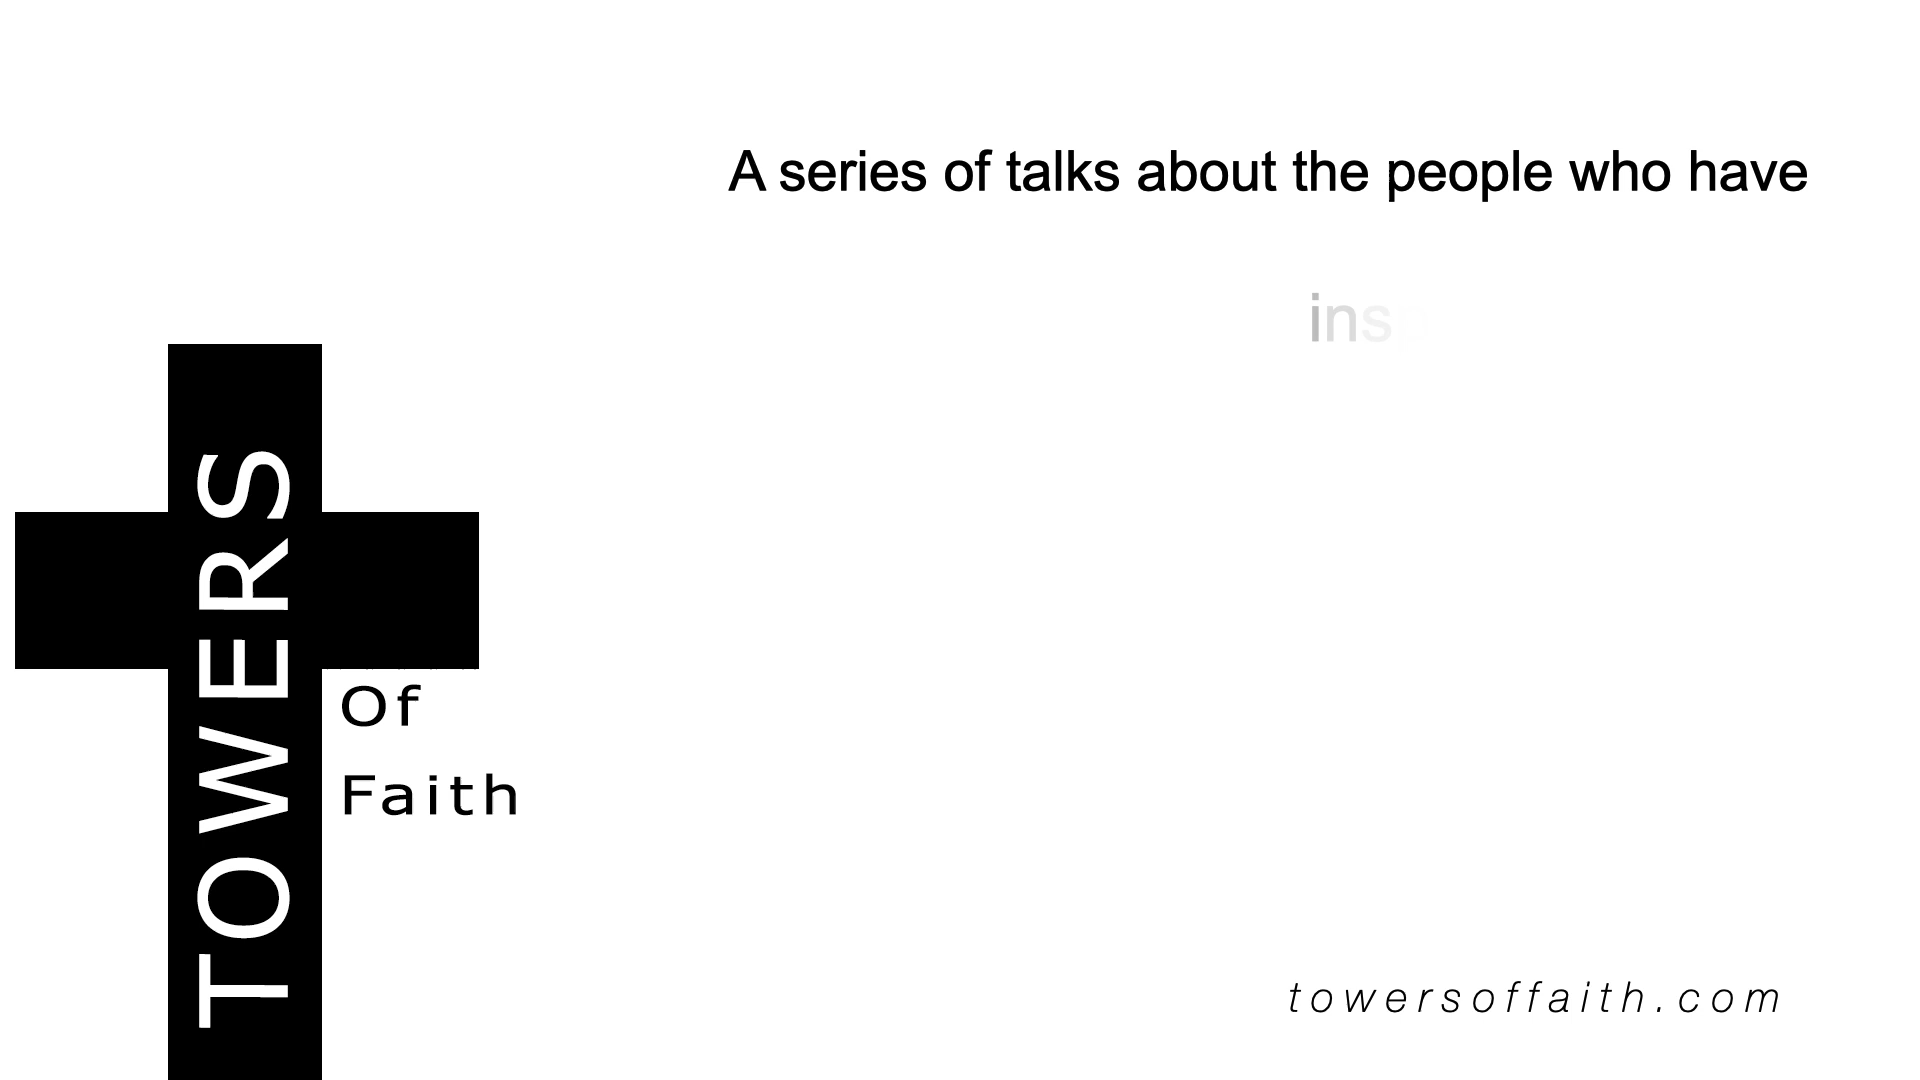 A series of talks about the people who have
ins
TOWERS
Of
Faith
towersoffaith.com